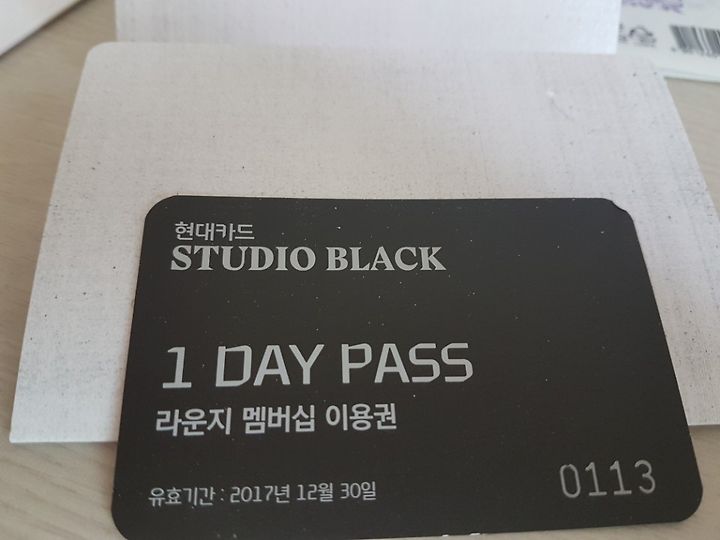 현대카드
STUDIO BLACK
1 DAY PASS
라운지 멤버십 이용권
유효기간 : 2017년 12월 30일
0113